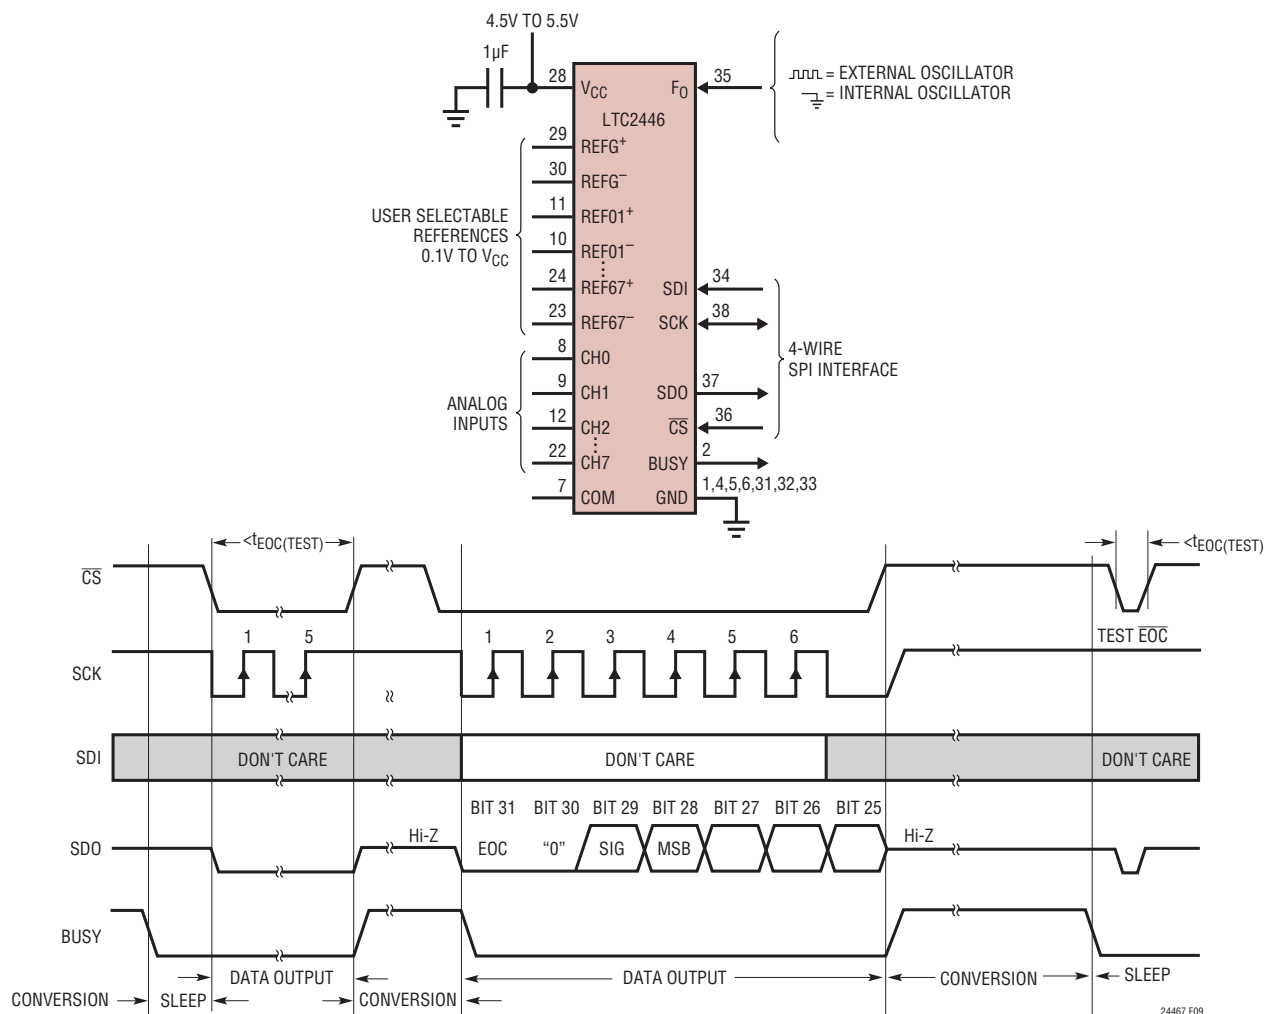 4.5V TO 5.5V
1µF
28
VCC
FO
35
= EXTERNAL OSCILLATOR
= INTERNAL OSCILLATOR
LTC2446
29
REFG+
30
REFG–
11
REF01+
10
REF01–
24
REF67+
23
REF67–
USER SELECTABLE
REFERENCES
0.1V TO VCC
8
CH0
9
CH1
12
CH2
22
CH7
7
COM
ANALOG
INPUTS
SDI
34
SCK
38
SDO
37
CS
36
BUSY
2
GND
1,4,5,6,31,32,33
4-WIRE
SPI INTERFACE
<tEOC(TEST)
<tEOC(TEST)
CS
TEST EOC
1 5 1 2 3 4 5 6
SCK
SDI
DON'T CARE
DON'T CARE
DON'T CARE
BIT 31 BIT 30 BIT 29 BIT 28 BIT 27 BIT 26 BIT 25
SDO
Hi-Z
EOC
"0"
SIG
MSB
Hi-Z
BUSY
CONVERSION
SLEEP
DATA OUTPUT
CONVERSION
DATA OUTPUT
CONVERSION
SLEEP
24467 F09